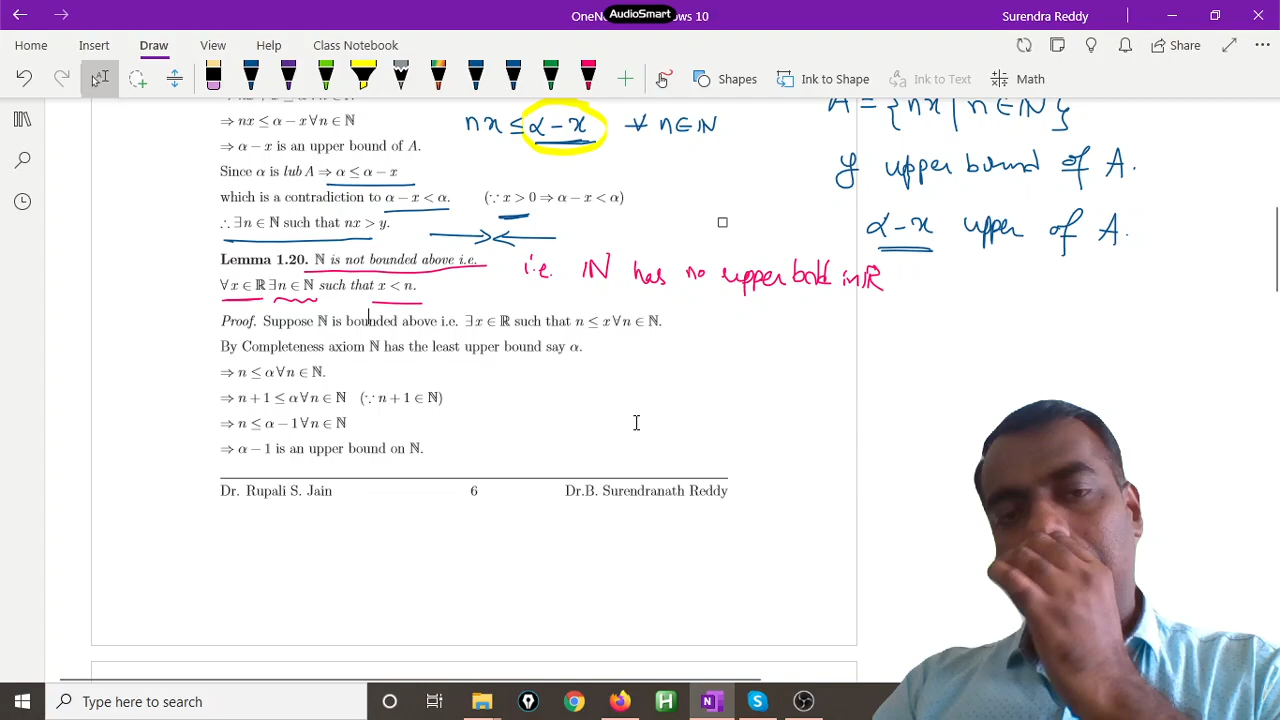 AudioSmart
OneNote for Windows 10
Surendra Reddy
Home Insert Draw View Help Class Notebook
Share
Shapes Ink to Shape Ink to Text Math
⇒ nx ≤ α − x ∀ n ∈ ℕ
⇒ α − x is an upper bound of A.
Since α is lub A ⇒ α ≤ α − x
which is a contradiction to α − x < α. (∵ x > 0 ⇒ α − x < α)
∴ ∃ n ∈ ℕ such that nx > y.
nx ≤ α − x ∀ n ∈ ℕ
A = {nx | n ∈ ℕ}
y upper bound of A.
α − x upper of A.
Lemma 1.20. ℕ is not bounded above i.e.
i.e. ℕ has no upper bdd in ℝ
∀ x ∈ ℝ ∃ n ∈ ℕ such that x < n.
Proof. Suppose ℕ is bounded above i.e. ∃ x ∈ ℝ such that n ≤ x ∀ n ∈ ℕ.
By Completeness axiom ℕ has the least upper bound say α.
⇒ n ≤ α ∀ n ∈ ℕ.
⇒ n + 1 ≤ α ∀ n ∈ ℕ (∵ n + 1 ∈ ℕ)
⇒ n ≤ α − 1 ∀ n ∈ ℕ
⇒ α − 1 is an upper bound on ℕ.
Dr. Rupali S. Jain 6 Dr.B. Surendranath Reddy
Type here to search